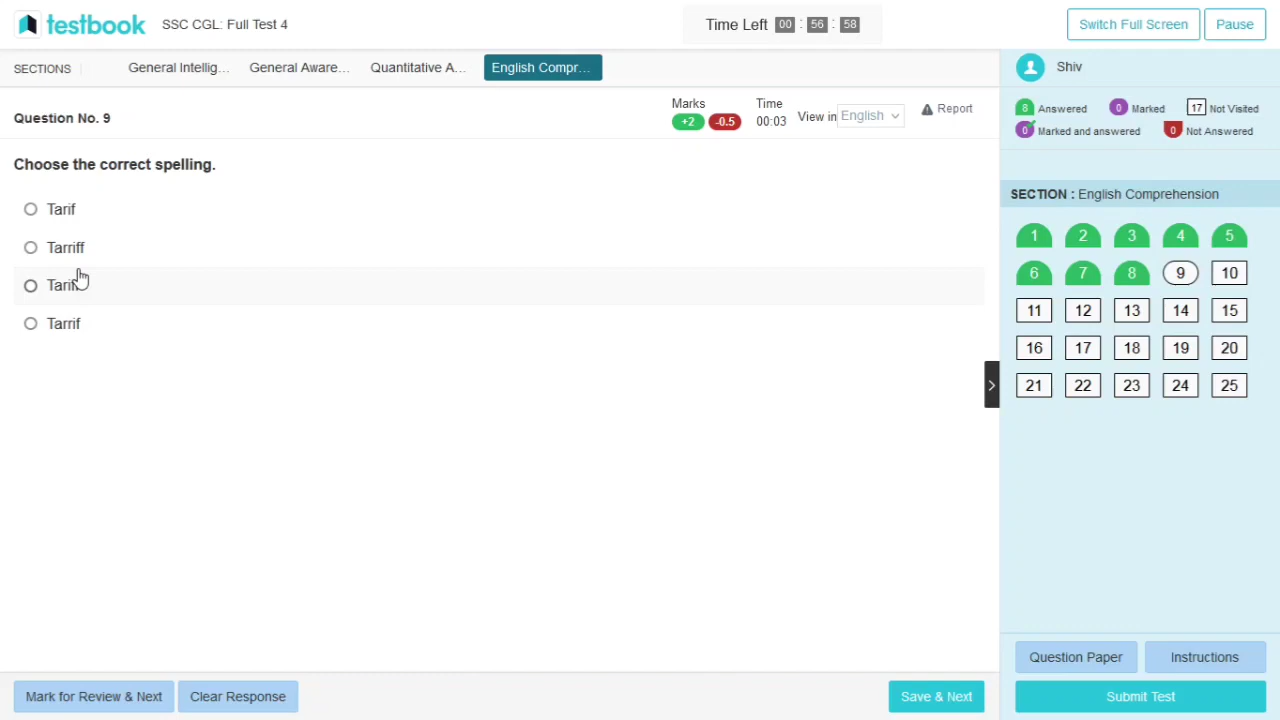 testbook SSC CGL: Full Test 4 Time Left 00 : 56 : 58 Switch Full Screen Pause
SECTIONS General Intellig... General Aware... Quantitative A... English Compr... Shiv
Question No. 9 Marks +2 -0.5 Time 00:03 View in English Report
8 Answered 0 Marked 17 Not Visited
0 Marked and answered 0 Not Answered
Choose the correct spelling.
Tarif
Tarriff
Tarrif
SECTION : English Comprehension
1 2 3 4 5
6 7 8 9 10
11 12 13 14 15
16 17 18 19 20
21 22 23 24 25
Question Paper Instructions
Mark for Review & Next Clear Response Save & Next Submit Test